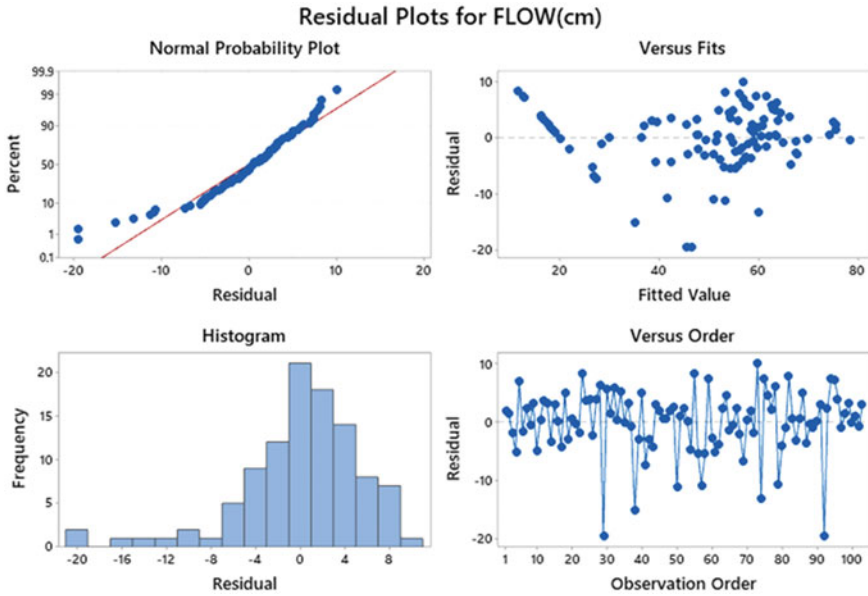 Residual Plots for FLOW(cm)
Normal Probability Plot
Percent
99.9
99
90
50
10
1
0.1
-20 -10 0 10 20
Residual
Versus Fits
Residual
10
0
-10
-20
20 40 60 80
Fitted Value
Histogram
Frequency
20
15
10
5
0
-20 -16 -12 -8 -4 0 4 8
Residual
Versus Order
Residual
10
0
-10
-20
1 10 20 30 40 50 60 70 80 90 100
Observation Order